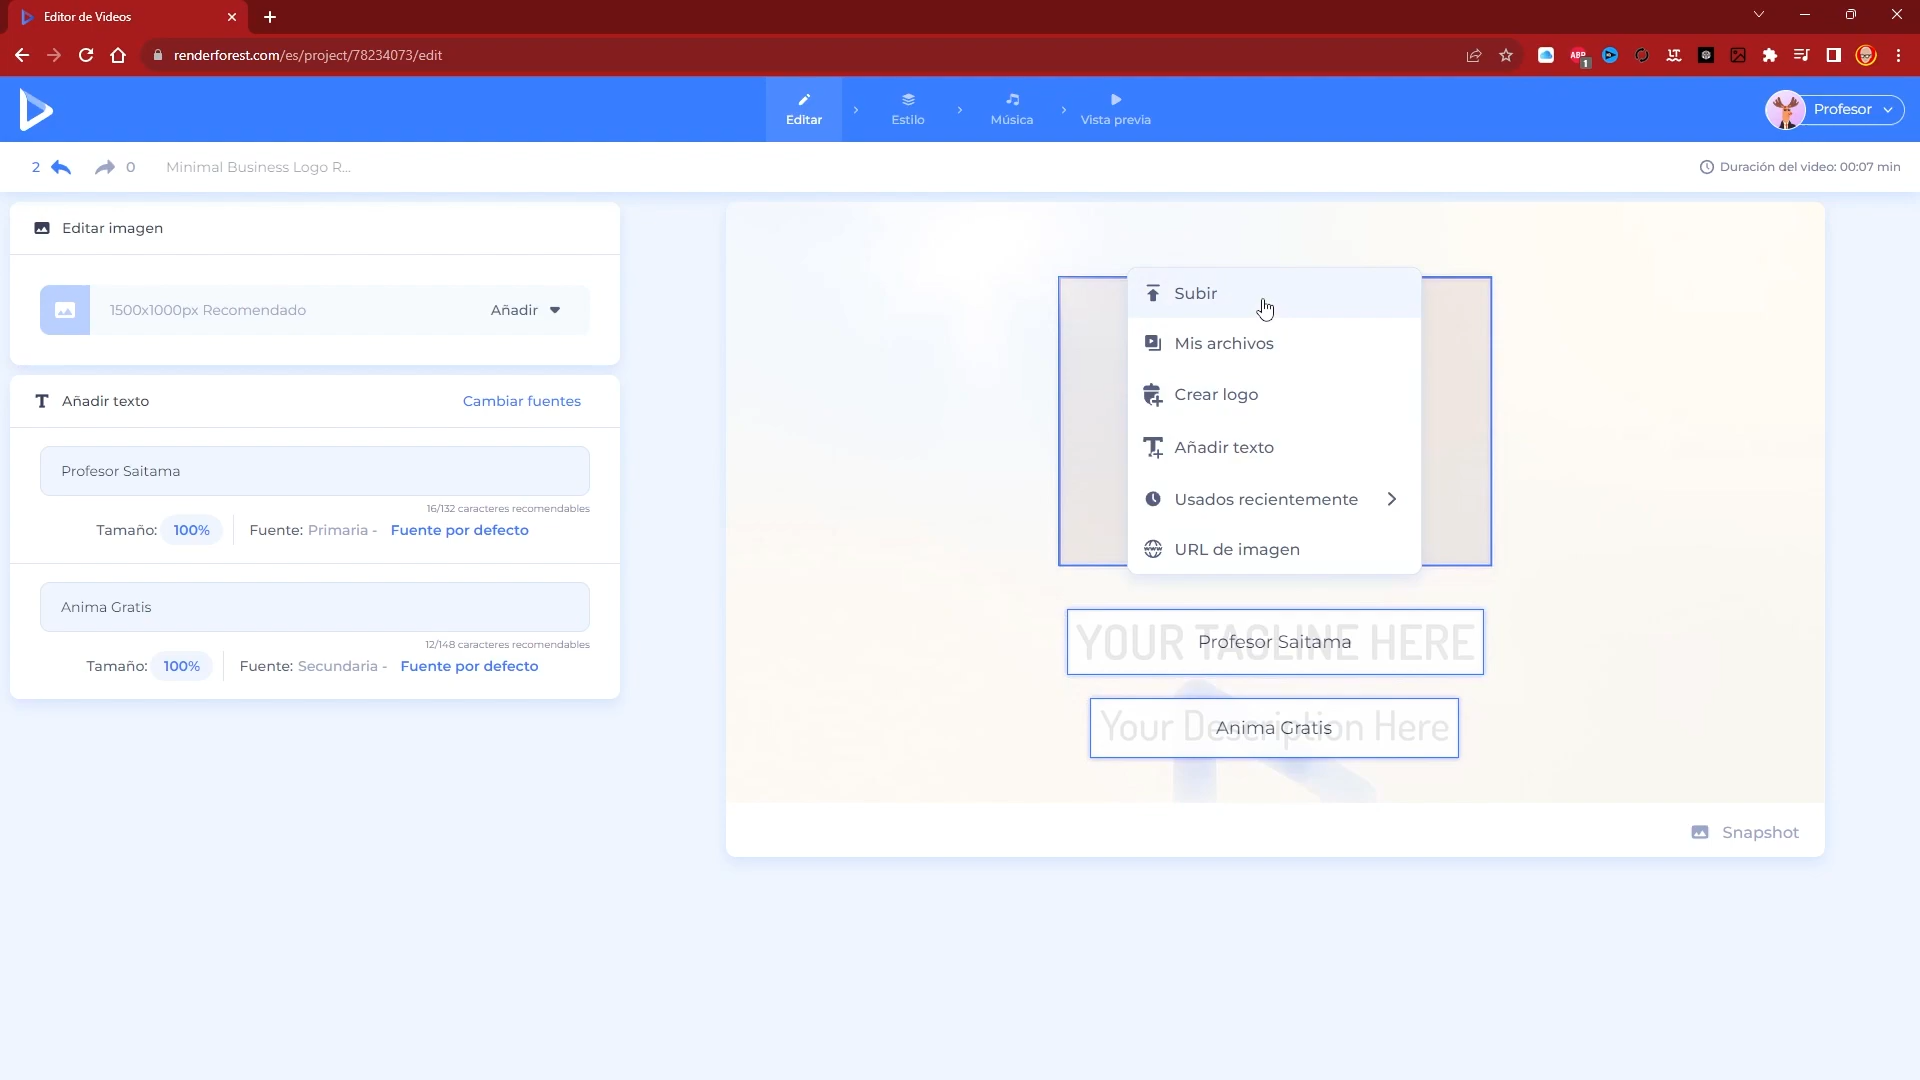 Editor de Videos
renderforest.com/es/project/78234073/edit
ABP
1
Editar
Estilo
Música
Vista previa
Profesor
2
0
Minimal Business Logo R...
Duración del video: 00:07 min
Editar imagen
1500x1000px Recomendado
Añadir
Añadir texto
Cambiar fuentes
Profesor Saitama
16/132 caracteres recomendables
Tamaño: 100%
Fuente: Primaria - Fuente por defecto
Anima Gratis
12/148 caracteres recomendables
Tamaño: 100%
Fuente: Secundaria - Fuente por defecto
Subir
Mis archivos
Crear logo
Añadir texto
Usados recientemente
URL de imagen
YOUR TAGLINE HERE
Profesor Saitama
Your Description Here
Anima Gratis
Snapshot